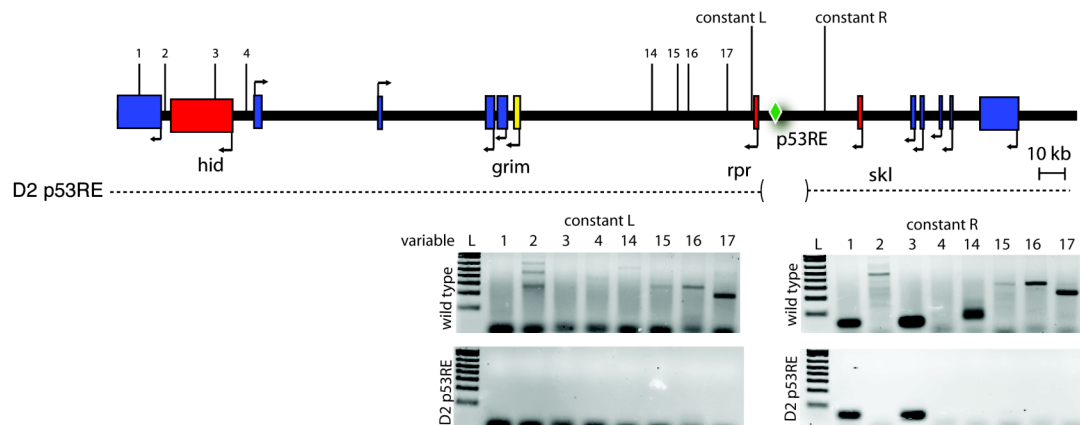 constant L constant R
1 2 3 4 14 15 16 17
p53RE
hid grim rpr skl
10 kb
D2 p53RE
constant L
variable L 1 2 3 4 14 15 16 17
wild type
D2 p53RE
constant R
L 1 2 3 4 14 15 16 17
wild type
D2 p53RE